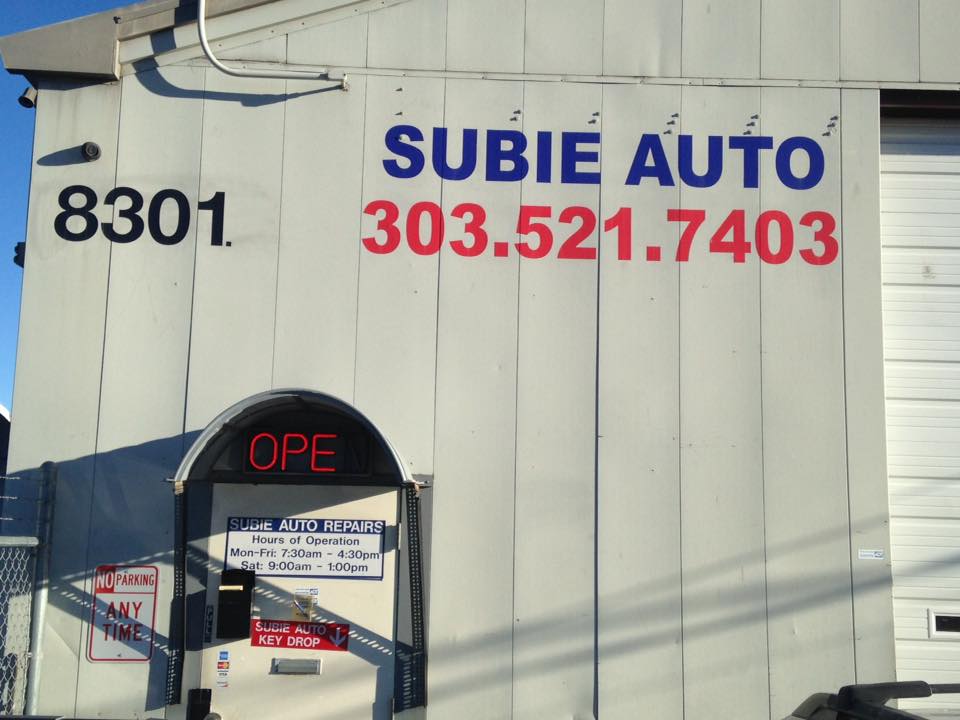 SUBIE AUTO
8301.
303.521.7403
OPE
SUBIE AUTO REPAIRS
Hours of Operation
Mon-Fri: 7:30am - 4:30pm
Sat: 9:00am - 1:00pm
NO PARKING
ANY
TIME
SUBIE AUTO
KEY DROP